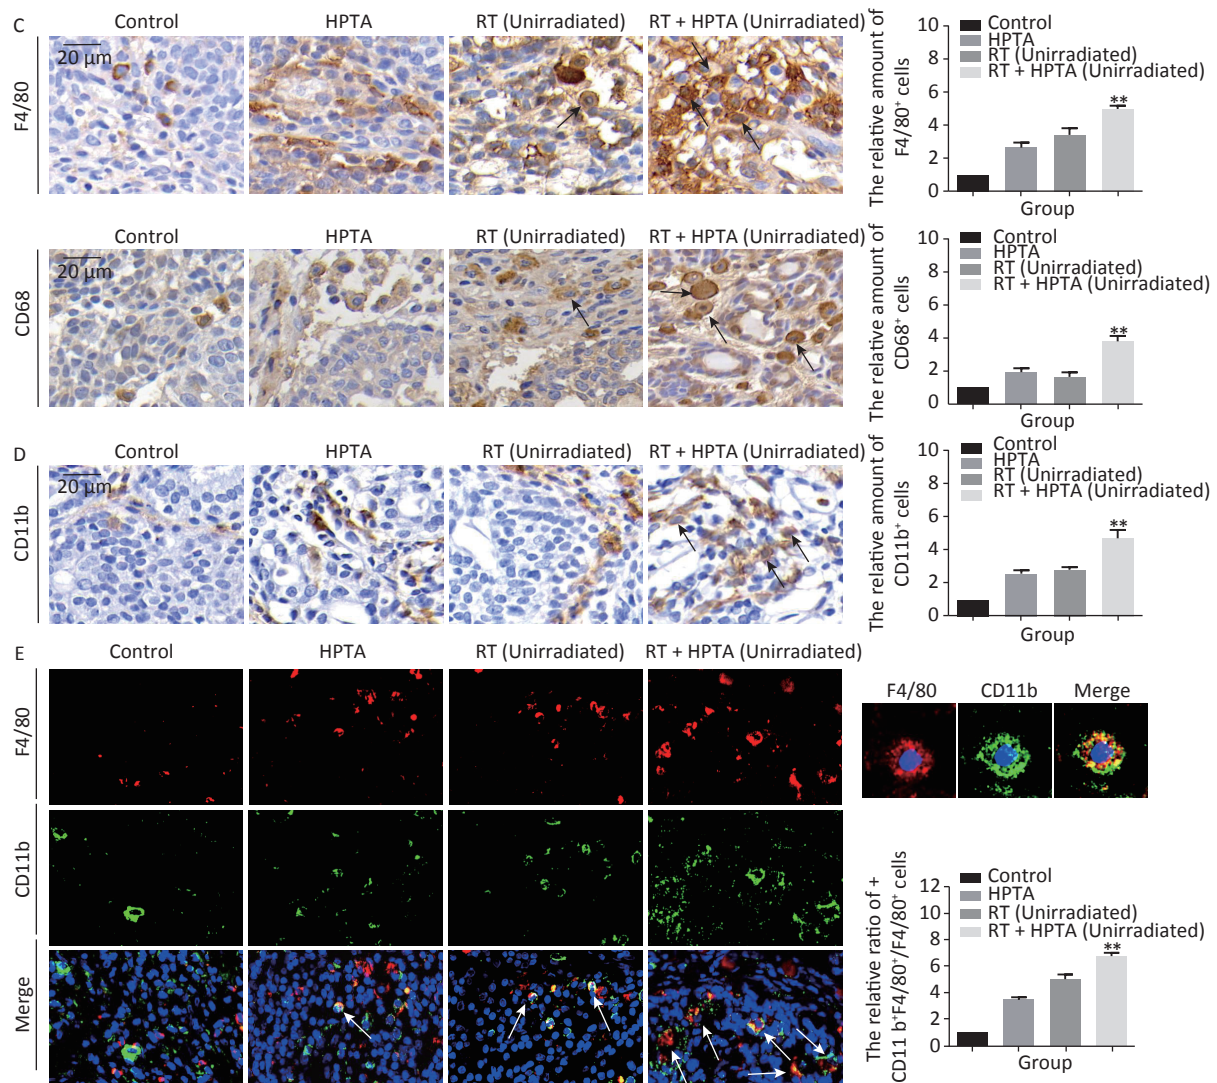 C
Control HPTA RT (Unirradiated) RT + HPTA (Unirradiated)
F4/80
20 µm
The relative amount of
F4/80⁺ cells
10
8
6
4
2
0
Control
HPTA
RT (Unirradiated)
RT + HPTA (Unirradiated)
**
Group
Control HPTA RT (Unirradiated) RT + HPTA (Unirradiated)
CD68
20 µm
The relative amount of
CD68⁺ cells
10
8
6
4
2
0
Control
HPTA
RT (Unirradiated)
RT + HPTA (Unirradiated)
**
Group
D
Control HPTA RT (Unirradiated) RT + HPTA (Unirradiated)
CD11b
20 µm
The relative amount of
CD11b⁺ cells
10
8
6
4
2
0
Control
HPTA
RT (Unirradiated)
RT + HPTA (Unirradiated)
**
Group
E
Control HPTA RT (Unirradiated) RT + HPTA (Unirradiated)
F4/80
CD11b
Merge
F4/80 CD11b Merge
The relative ratro of +
CD11 b⁺F4/80⁺/F4/80⁺ cells
12
10
8
6
4
2
0
Control
HPTA
RT (Unirradiated)
RT + HPTA (Unirradiated)
**
Group